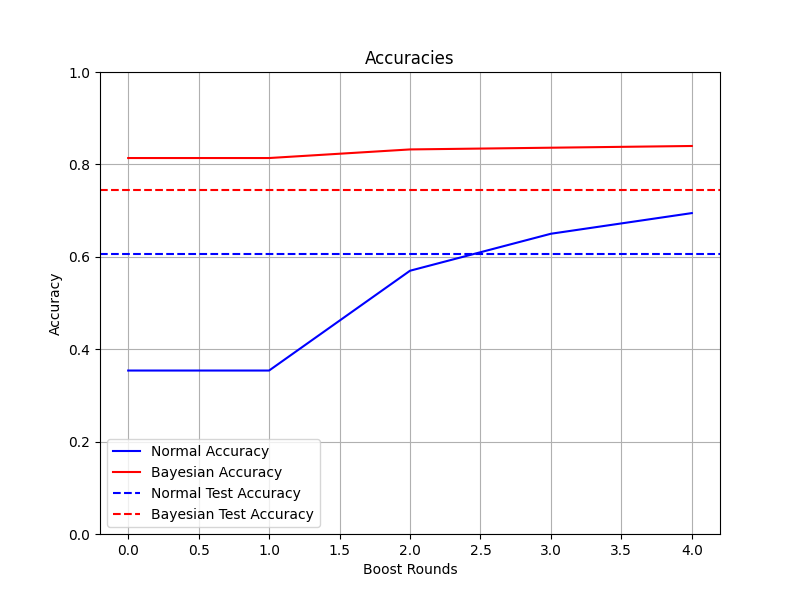 Accuracies
1.0
0.8
0.6
0.4
0.2
0.0
Accuracy
Normal Accuracy
Bayesian Accuracy
Normal Test Accuracy
Bayesian Test Accuracy
0.0 0.5 1.0 1.5 2.0 2.5 3.0 3.5 4.0
Boost Rounds